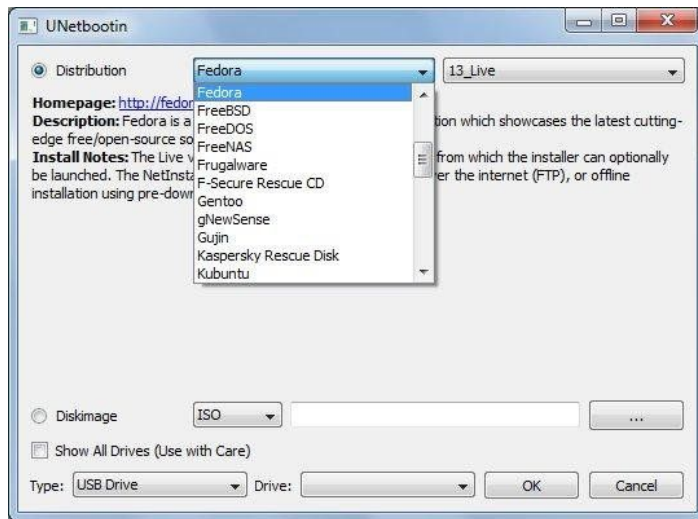 UNetbootin
Distribution Fedora 13_Live
Fedora
FreeBSD
FreeDOS
FreeNAS
Frugalware
F-Secure Rescue CD
Gentoo
gNewSense
Gujin
Kaspersky Rescue Disk
Kubuntu
Homepage: http://fedor
Description: Fedora is a tion which showcases the latest cutting-
edge free/open-source so
Install Notes: The Live v from which the installer can optionally
be launched. The NetInsta er the internet (FTP), or offline
installation using pre-dow
Diskimage ISO ...
Show All Drives (Use with Care)
Type: USB Drive Drive: OK Cancel